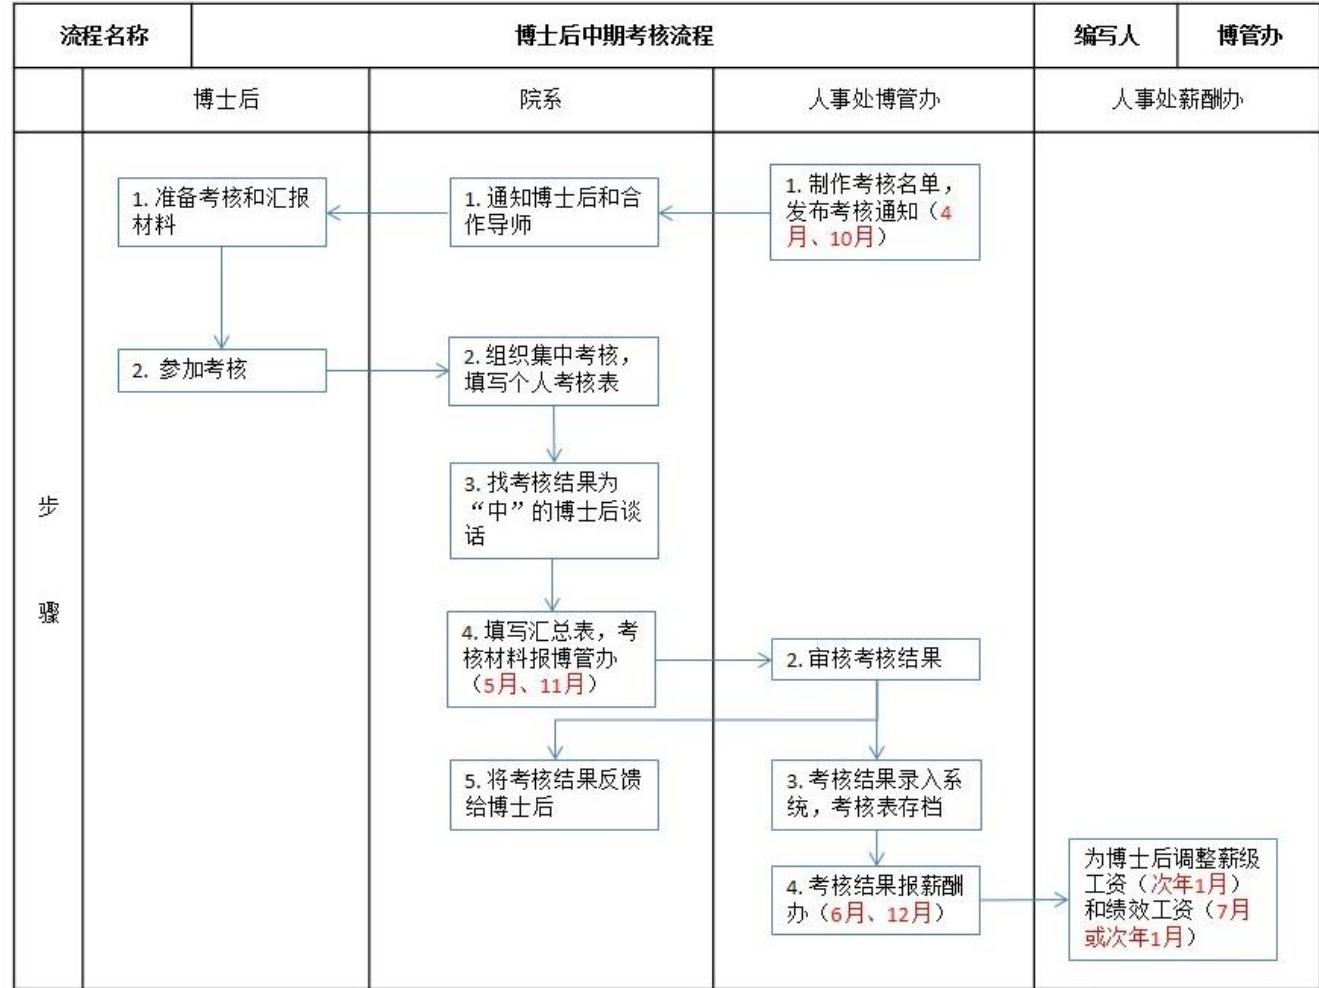 流程名称
博士后中期考核流程
编写人
博管办
博士后
院系
人事处博管办
人事处薪酬办
步
骤
1. 准备考核和汇报
材料
1. 通知博士后和合
作导师
1. 制作考核名单，
发布考核通知（4
月、10月）
2. 参加考核
2. 组织集中考核，
填写个人考核表
3. 找考核结果为
“中”的博士后谈
话
4. 填写汇总表，考
核材料报博管办
（5月、11月）
2. 审核考核结果
5. 将考核结果反馈
给博士后
3. 考核结果录入系
统，考核表存档
4. 考核结果报薪酬
办（6月、12月）
为博士后调整薪级
工资（次年1月）
和绩效工资（7月
或次年1月）